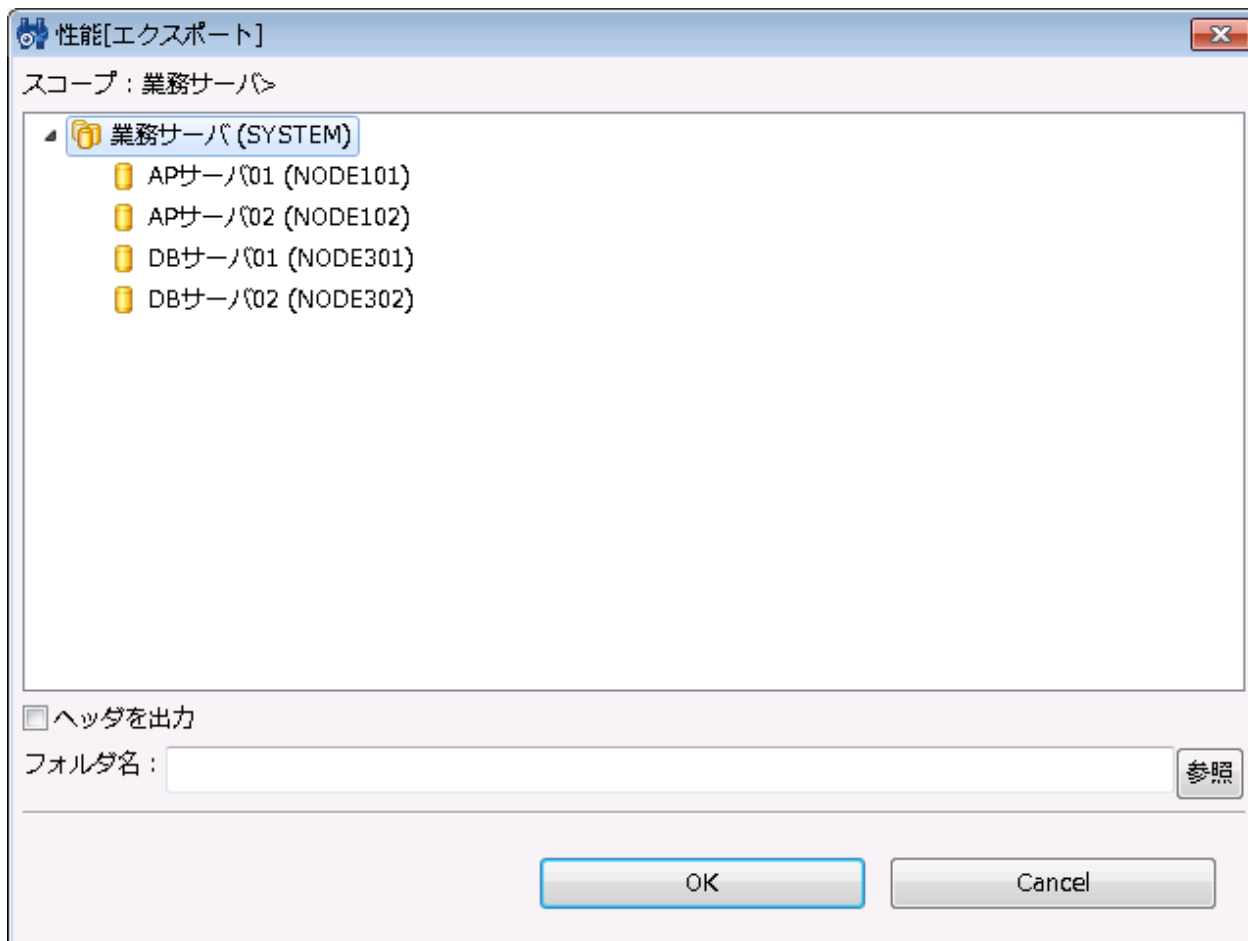 性能[エクスポート]
スコープ：業務サーバ>
業務サーバ (SYSTEM)
APサーバ01 (NODE101)
APサーバ02 (NODE102)
DBサーバ01 (NODE301)
DBサーバ02 (NODE302)
ヘッダを出力
フォルダ名： 参照
OK Cancel